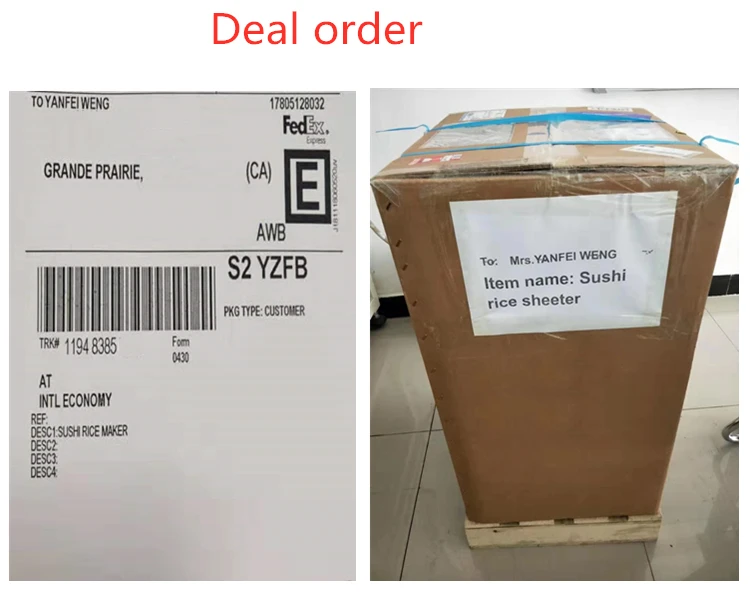 Deal order
TO YANFEI WENG 17805128032
FedEx.
Express
GRANDE PRAIRIE, (CA)
E
AWB
S2 YZFB
PKG TYPE: CUSTOMER
TRK# 1194 8385 Form
0430
AT
INTL ECONOMY
REF:
DESC1:SUSHI RICE MAKER
DESC2:
DESC3:
DESC4:
To: Mrs.YANFEI WENG
Item name: Sushi
rice sheeter